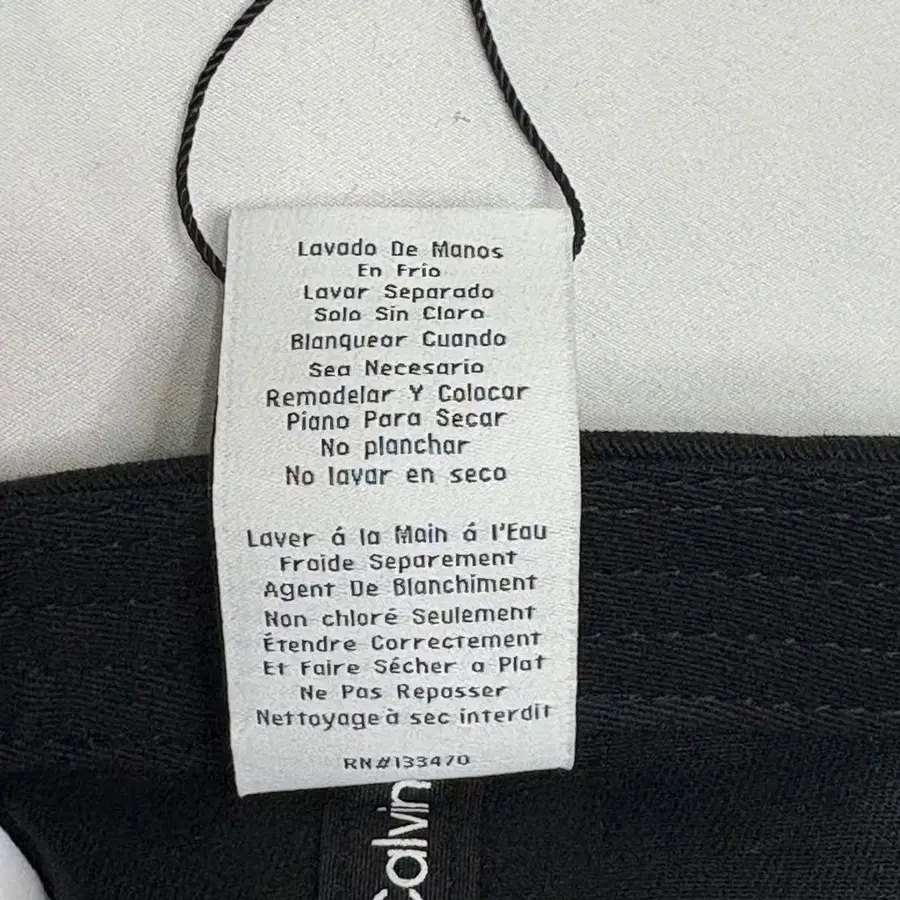 Lavado De Manos
En Frio
Lavar Separado
Solo Sin Cloro
Blanquear Cuando
Sea Necesario
Remodelar Y Colocar
Piano Para Secar
No planchar
No lavar en seco
Laver á la Main á l'Eau
Froide Separement
Agent De Blanchiment
Non chloré Seulement
Étendre Correctement
Et Faire Sécher a Plat
Ne Pas Repasser
Nettoyage à sec interdit
RN#133470
Calvin